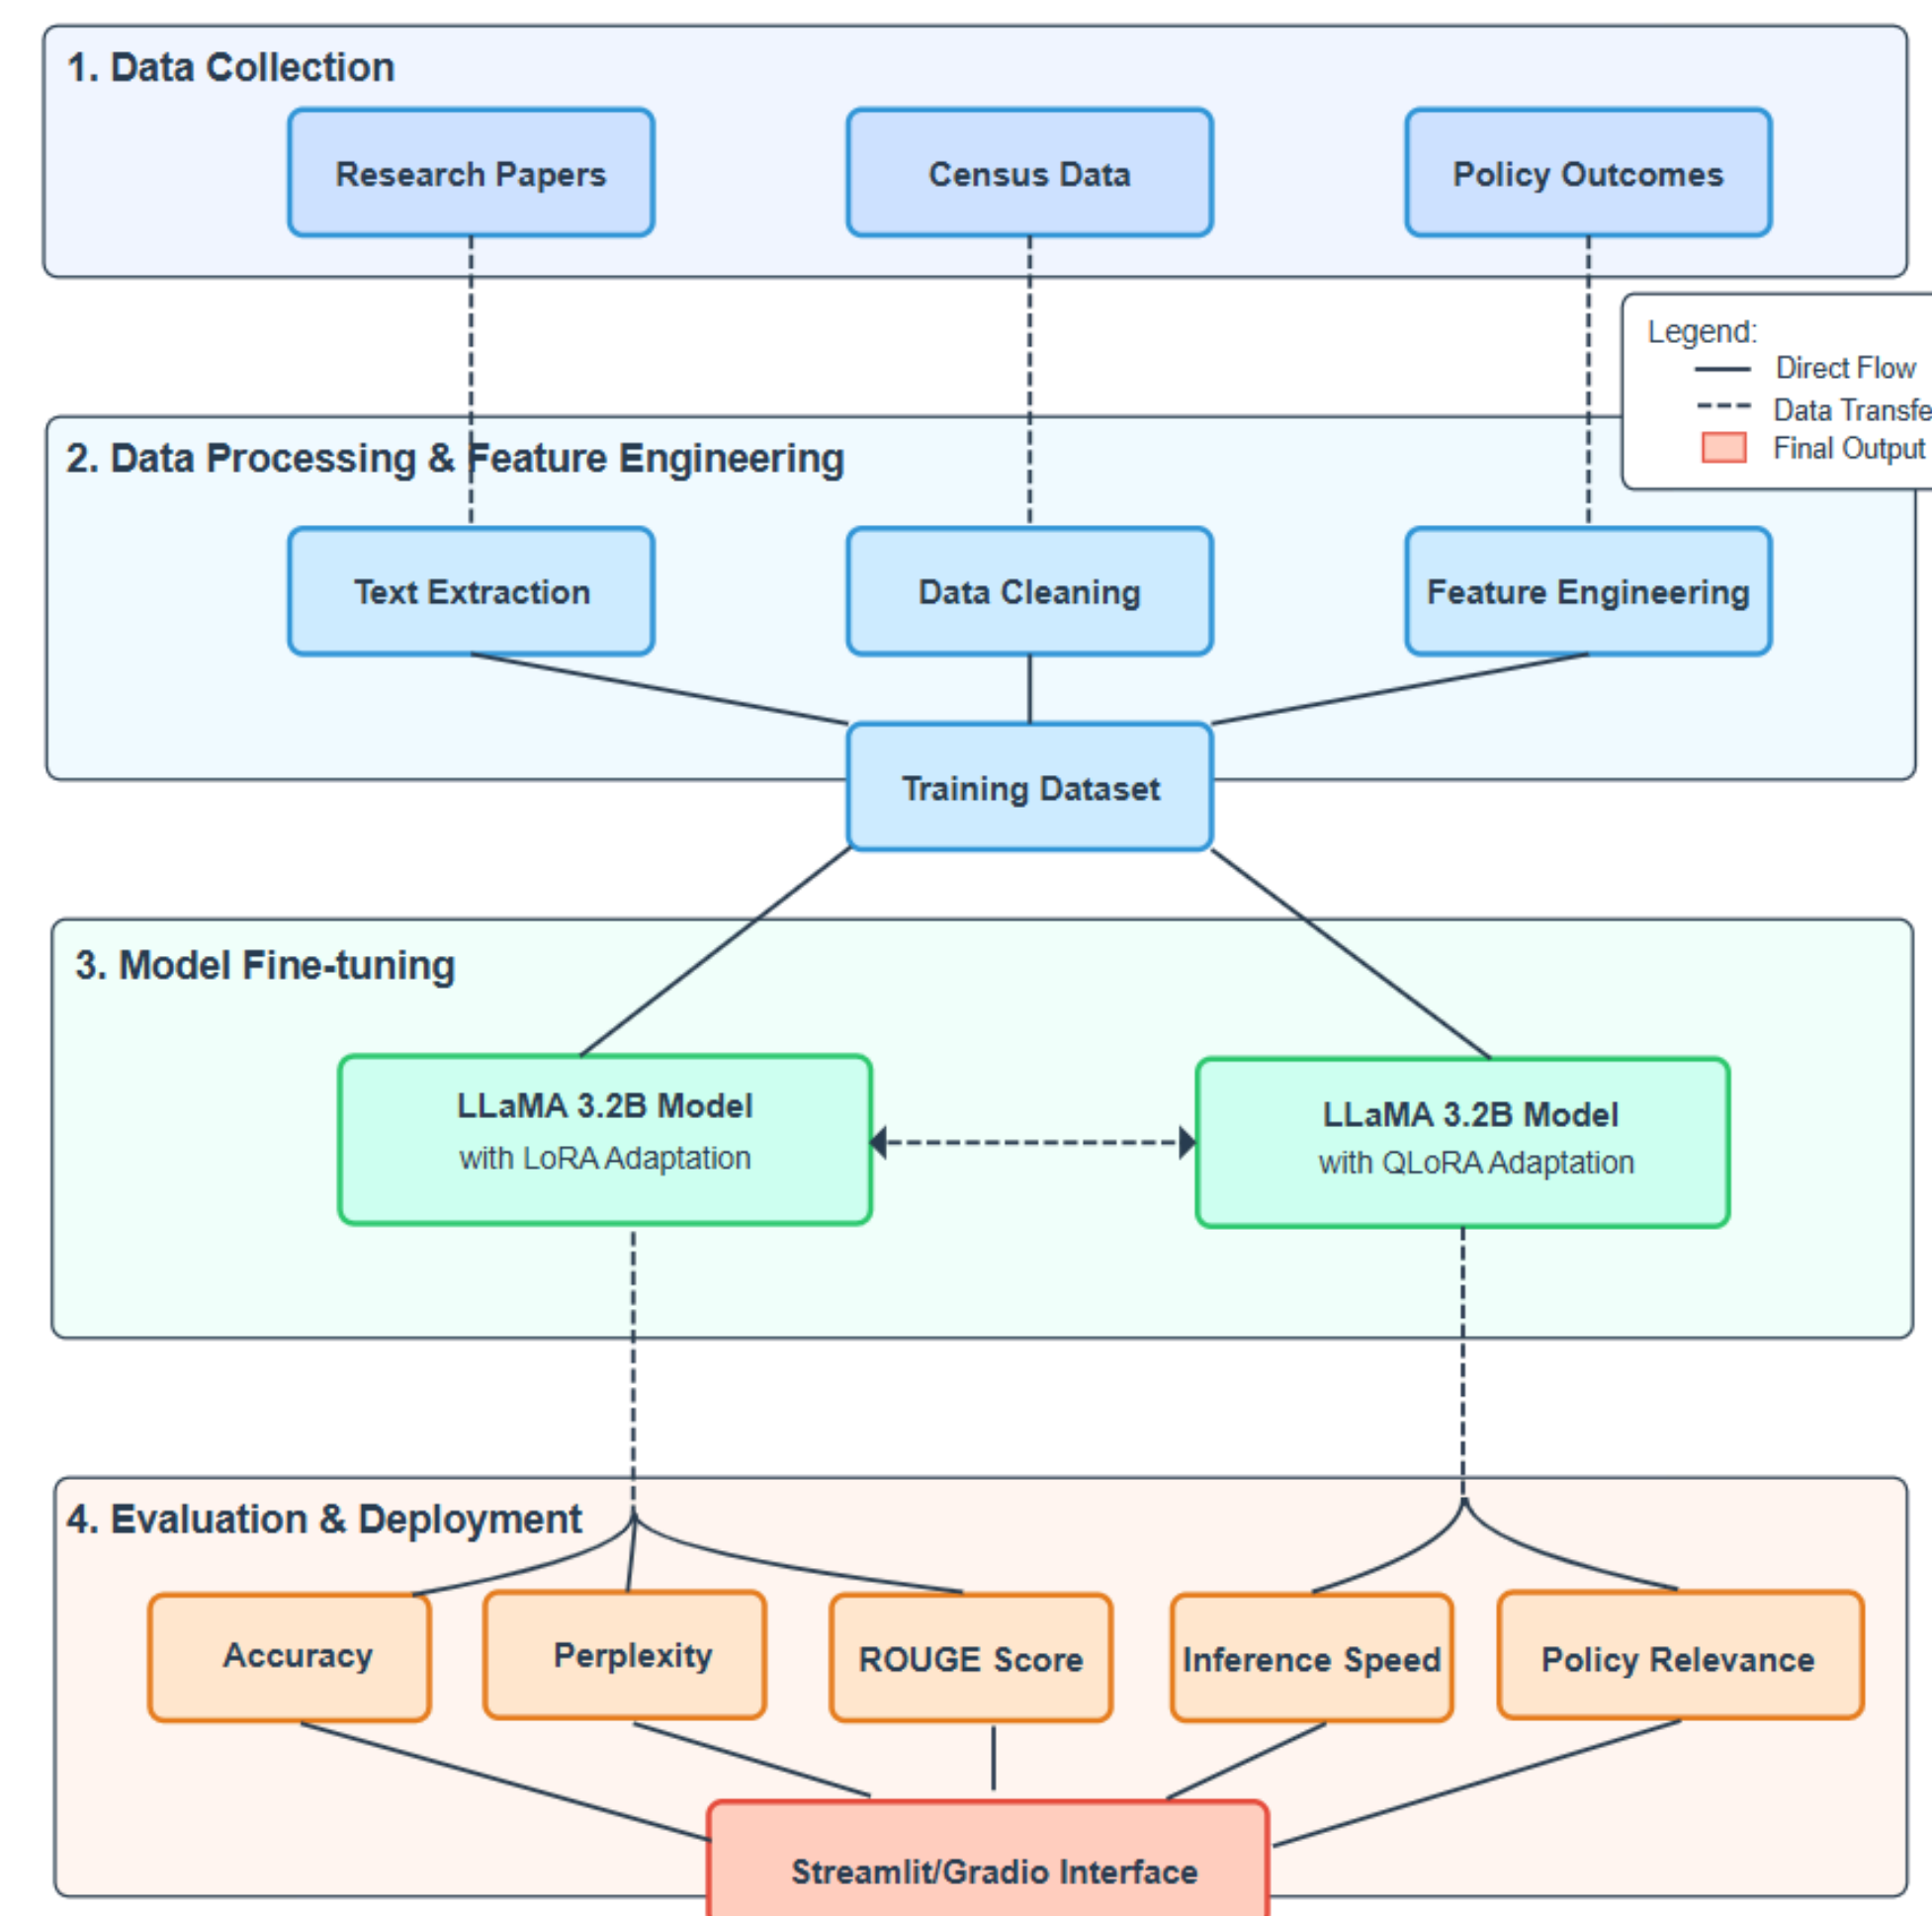 1. Data Collection
Research Papers
Census Data
Policy Outcomes
Legend:
Direct Flow
Data Transfe
Final Output
2. Data Processing & Feature Engineering
Text Extraction
Data Cleaning
Feature Engineering
Training Dataset
3. Model Fine-tuning
LLaMA 3.2B Model
with LoRA Adaptation
LLaMA 3.2B Model
with QLoRA Adaptation
4. Evaluation & Deployment
Accuracy
Perplexity
ROUGE Score
Inference Speed
Policy Relevance
Streamlit/Gradio Interface